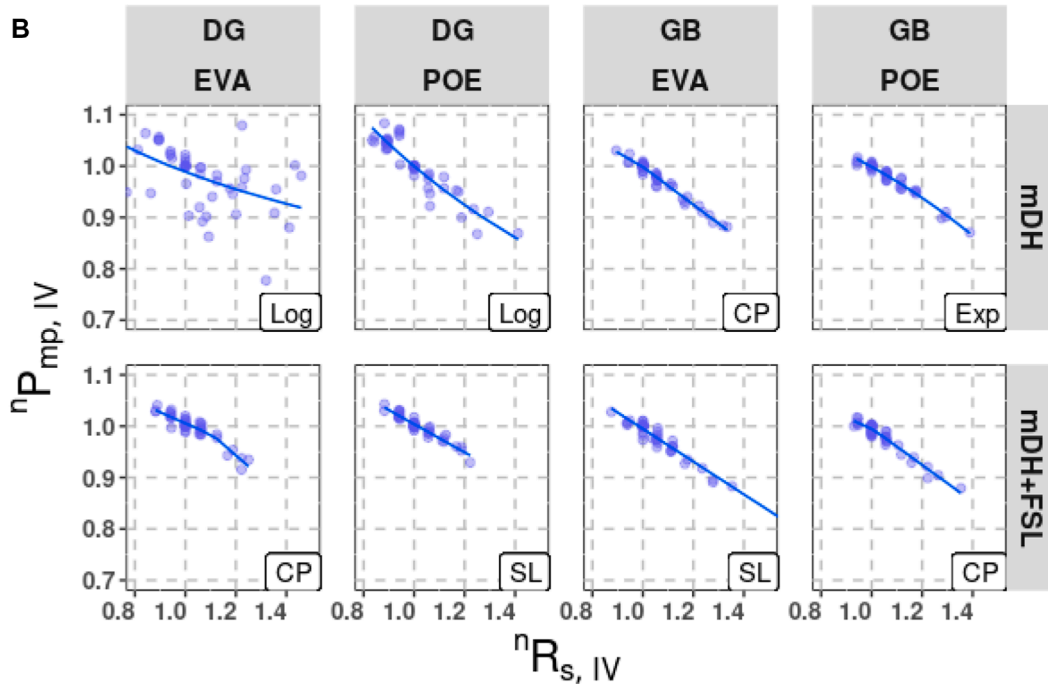 B
DG DG GB GB
EVA POE EVA POE
1.1
1.0
0.9
0.8
0.7
Log Log CP Exp
mDH
1.1
1.0
0.9
0.8
0.7
CP SL SL CP
mDH+FSL
0.8 1.0 1.2 1.4 0.8 1.0 1.2 1.4 0.8 1.0 1.2 1.4 0.8 1.0 1.2 1.4
nPmp, IV
nRs, IV